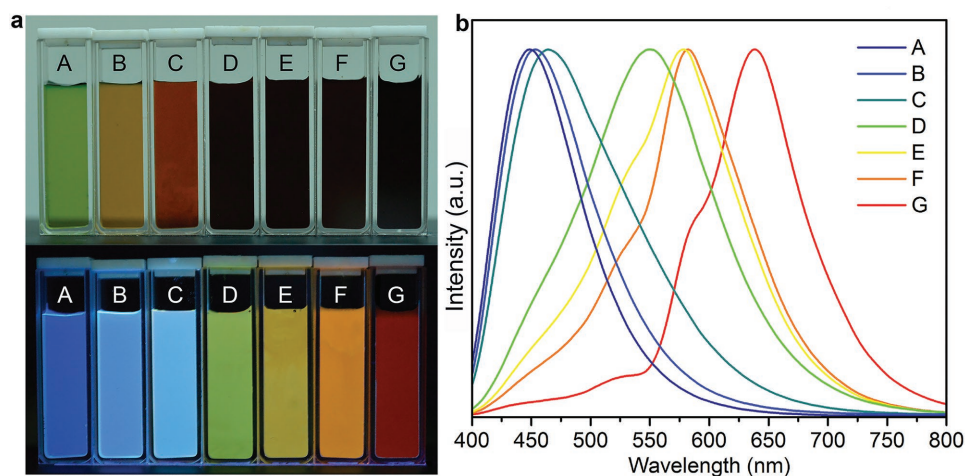 a
A B C D E F G
A B C D E F G
b
Intensity (a.u.)
A
B
C
D
E
F
G
400 450 500 550 600 650 700 750 800
Wavelength (nm)